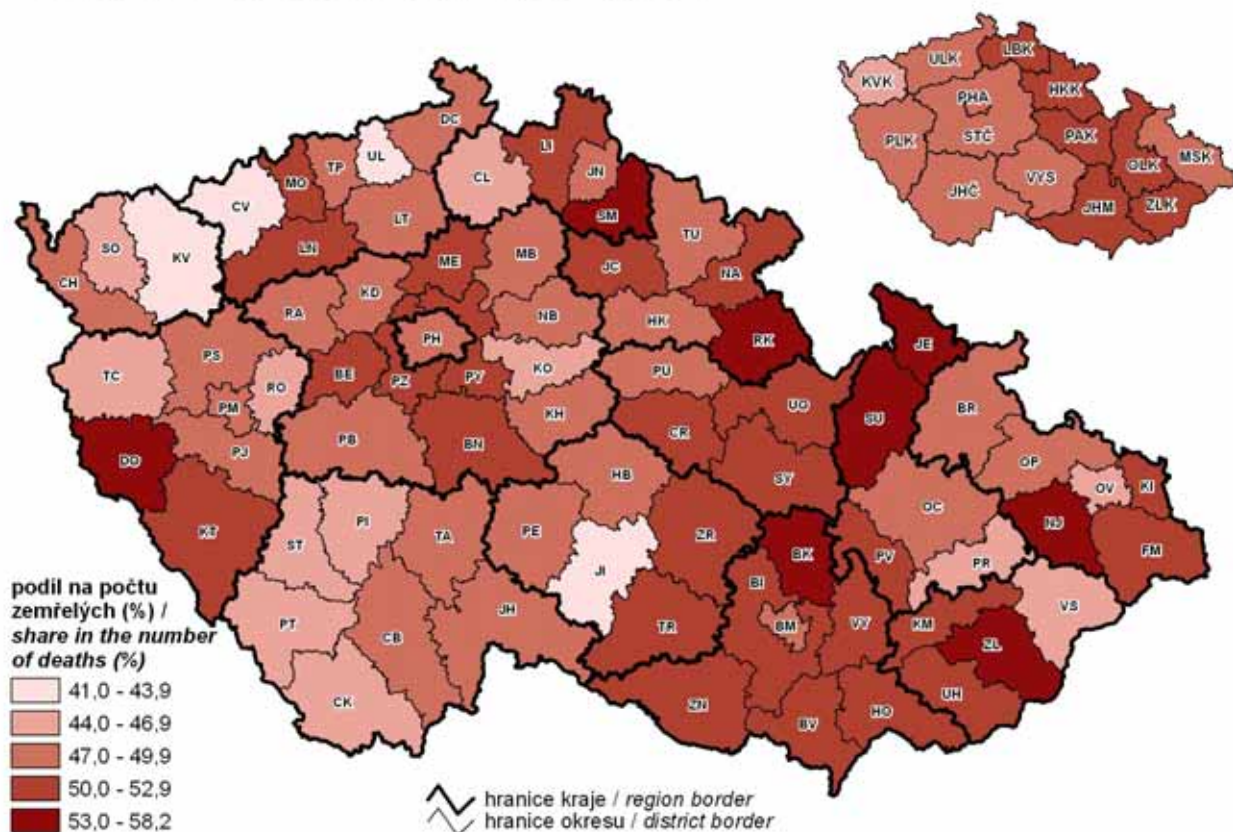 KVK
ULK
LBK
HKK
PHA
STČ
PLK
PAK
OLK
MSK
JHČ
VYS
JHM
ZLK
DC
UL
TP
MO
CV
CL
LI
JN
SM
LT
LN
SO
KV
CH
ME
MB
JC
TU
NA
RA
KD
PH
NB
HK
RK
JE
TC
PS
RO
BE
PZ
PY
KO
PU
PM
KH
UO
SU
BR
DO
PJ
PB
BN
CR
SY
OP
OV
KI
HB
OC
NJ
KT
ST
PI
TA
PE
ZR
BK
PV
PR
FM
JI
BI
VS
PT
CB
JH
TR
BM
VY
KM
ZL
CK
ZN
BV
HO
UH
podíl na počtu
zemřelých (%) /
share in the number
of deaths (%)
41,0 - 43,9
44,0 - 46,9
47,0 - 49,9
50,0 - 52,9
53,0 - 58,2
hranice kraje / region border
hranice okresu / district border